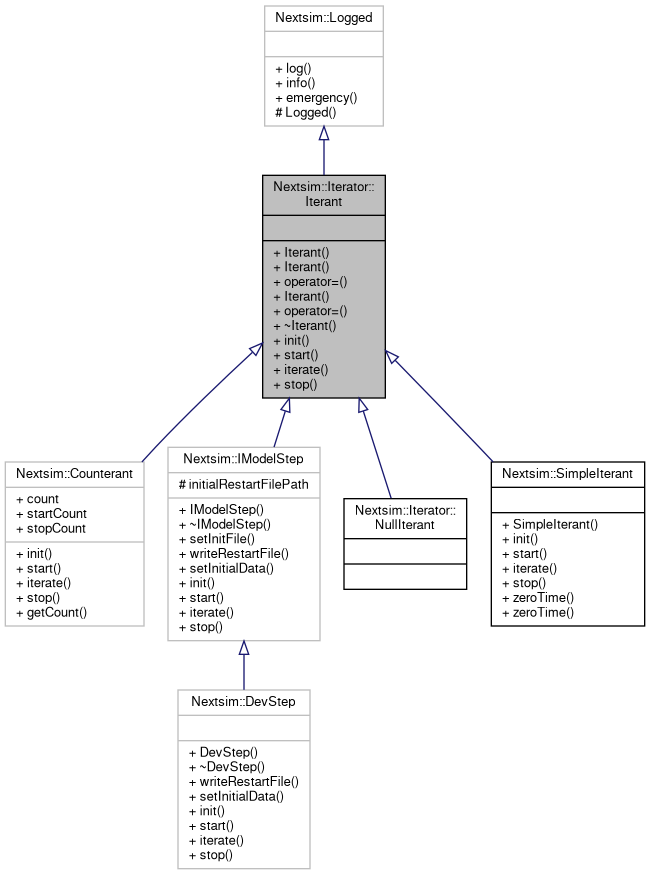 Nextsim::Logged
+ log()
+ info()
+ emergency()
# Logged()
Nextsim::Iterator::
Iterant
+ Iterant()
+ Iterant()
+ operator=()
+ Iterant()
+ operator=()
+ ~Iterant()
+ init()
+ start()
+ iterate()
+ stop()
Nextsim::Counterant
+ count
+ startCount
+ stopCount
+ init()
+ start()
+ iterate()
+ stop()
+ getCount()
Nextsim::IModelStep
# initialRestartFilePath
+ IModelStep()
+ ~IModelStep()
+ setInitFile()
+ writeRestartFile()
+ setInitialData()
+ init()
+ start()
+ iterate()
+ stop()
Nextsim::Iterator::
NullIterant
Nextsim::SimpleIterant
+ SimpleIterant()
+ init()
+ start()
+ iterate()
+ stop()
+ zeroTime()
+ zeroTime()
Nextsim::DevStep
+ DevStep()
+ ~DevStep()
+ writeRestartFile()
+ setInitialData()
+ init()
+ start()
+ iterate()
+ stop()